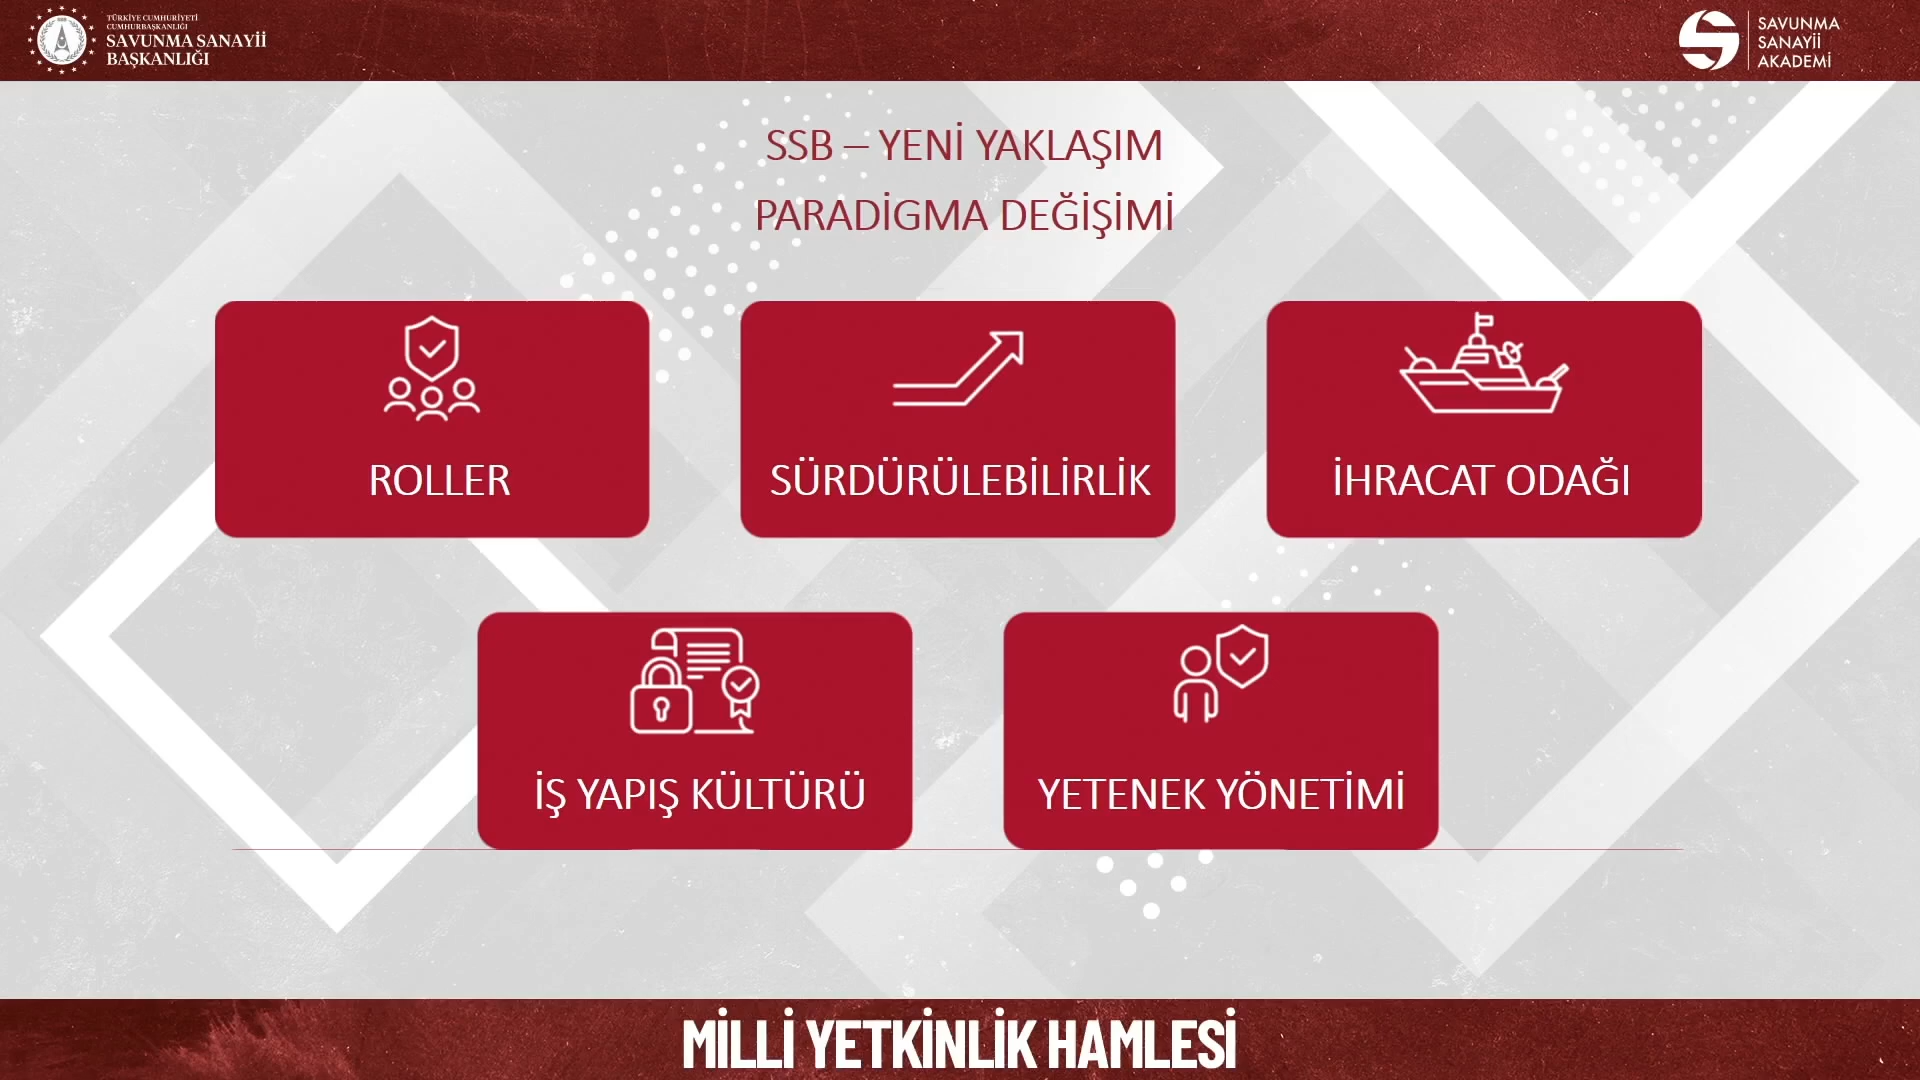 TÜRKİYE CUMHURİYETİ
CUMHURBAŞKANLIĞI
SAVUNMA SANAYİİ
BAŞKANLIĞI
SAVUNMA
SANAYİİ
AKADEMİ
SSB – YENİ YAKLAŞIM
PARADİGMA DEĞİŞİMİ
ROLLER
SÜRDÜRÜLEBİLİRLİK
İHRACAT ODAĞI
İŞ YAPIŞ KÜLTÜRÜ
YETENEK YÖNETİMİ
MİLLİ YETKİNLİK HAMLESİ